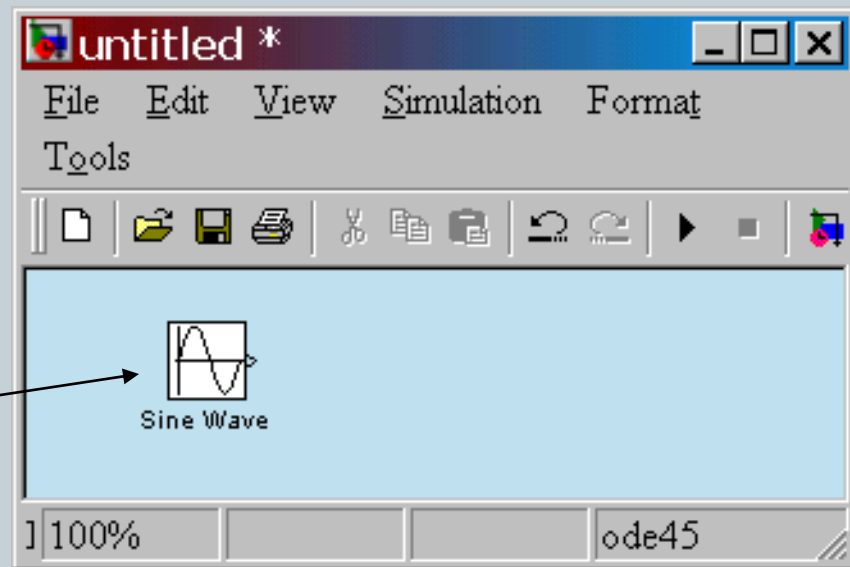 untitled *
File Edit View Simulation Format
Tools
Sine Wave
100% ode45